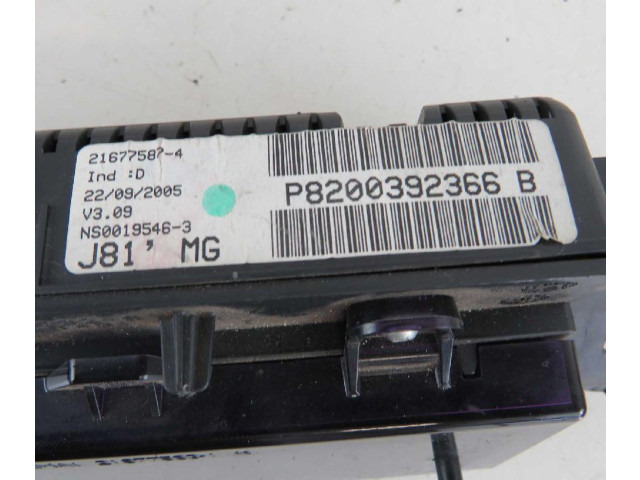 21677587-4
Ind :D
22/09/2005
V3.09
NS0019546-3
J81' MG
P8200392366 B